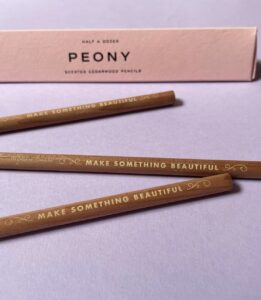 HALF A DOZEN
PEONY
SCENTED CEDARWOOD PENCILS
MAKE SOMETHING BEAUTIFUL
MAKE SOMETHING BEAUTIFUL
MAKE SOMETHING BEAUTIFUL